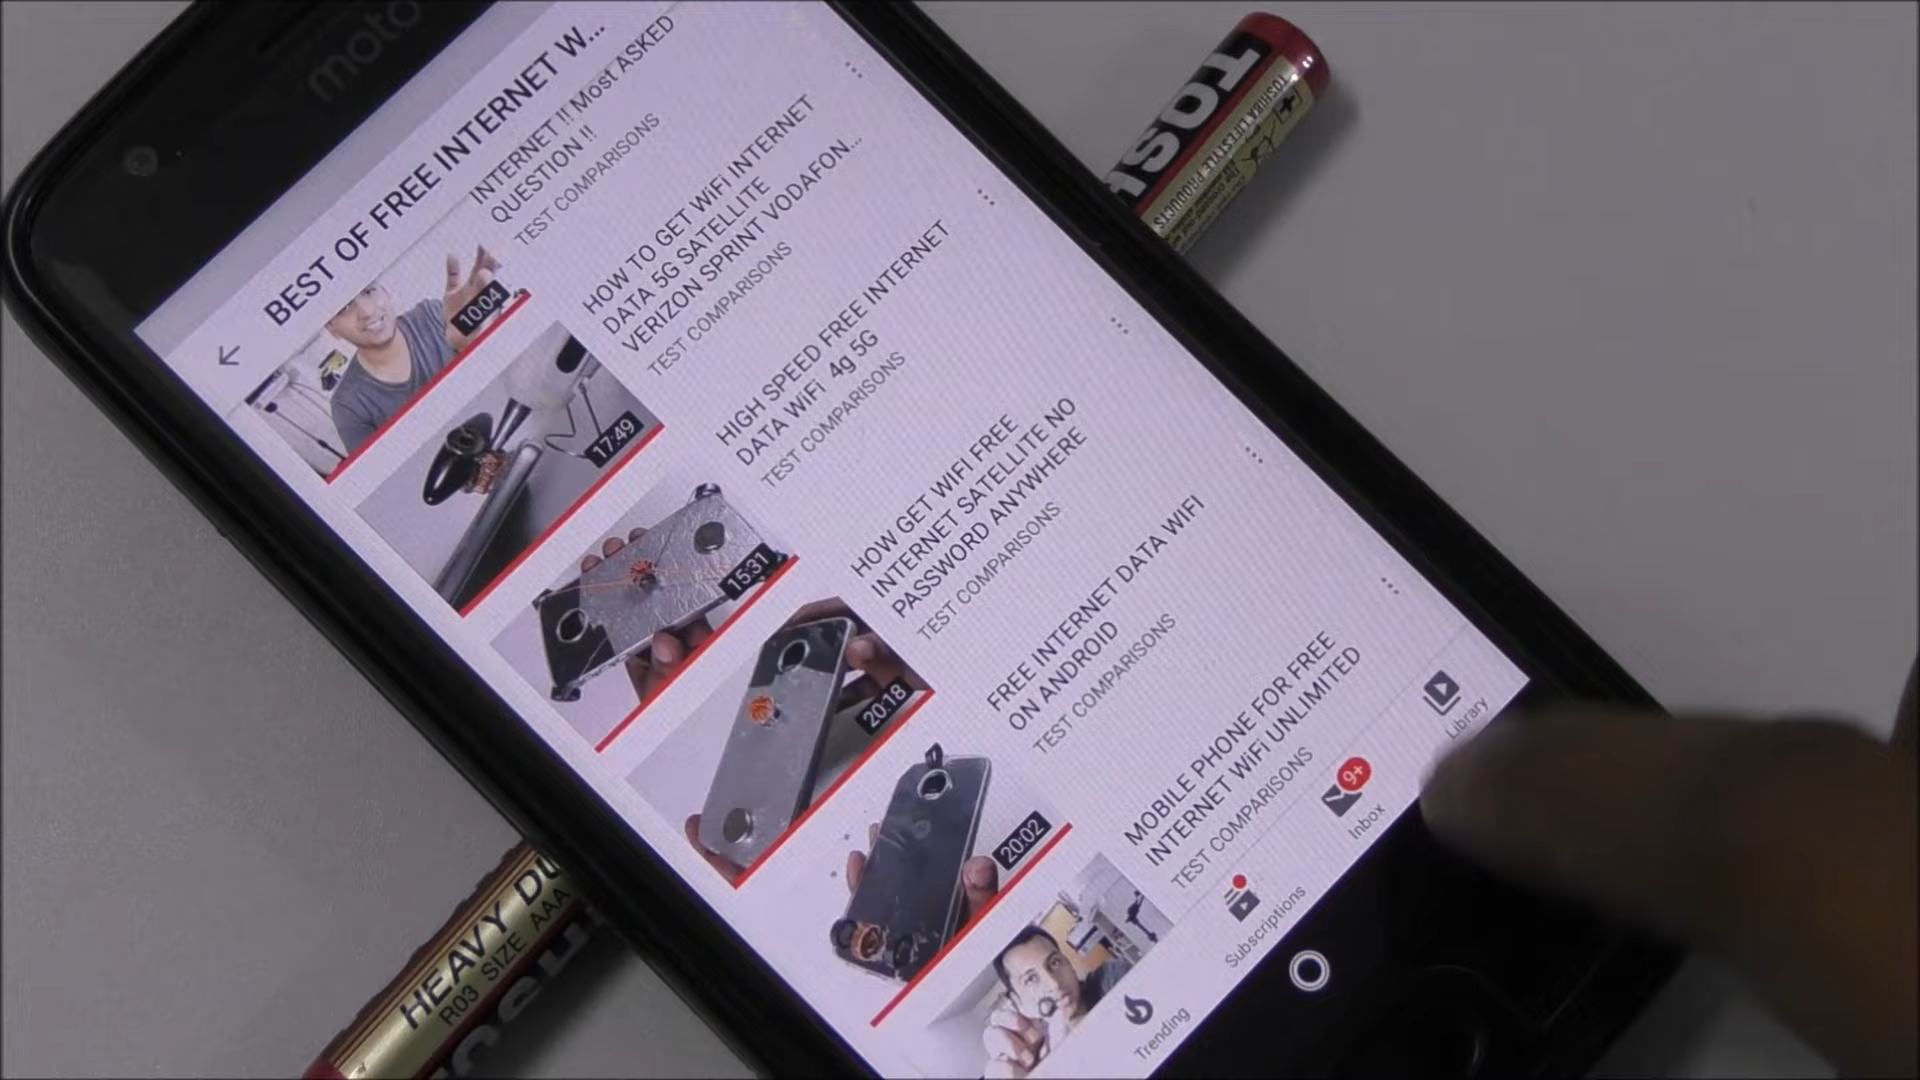 moto
BEST OF FREE INTERNET W...
INTERNET !! Most ASKED
QUESTION !!
TEST COMPARISONS
10:04
HOW TO GET WiFi INTERNET
DATA 5G SATELLITE
VERIZON SPRINT VODAFON...
TEST COMPARISONS
17:49
HIGH SPEED FREE INTERNET
DATA WiFi 4g 5G
TEST COMPARISONS
15:31
HOW GET WIFI FREE
INTERNET SATELLITE NO
PASSWORD ANYWHERE
TEST COMPARISONS
20:18
FREE INTERNET DATA WIFI
ON ANDROID
TEST COMPARISONS
20:02
MOBILE PHONE FOR FREE
INTERNET WiFi UNLIMITED
TEST COMPARISONS
Trending
Subscriptions
9+
Inbox
Library
TOSH
TOSHIBA LIFESTYLE PRODUCTS
HEAVY DU
R03 SIZE AAA